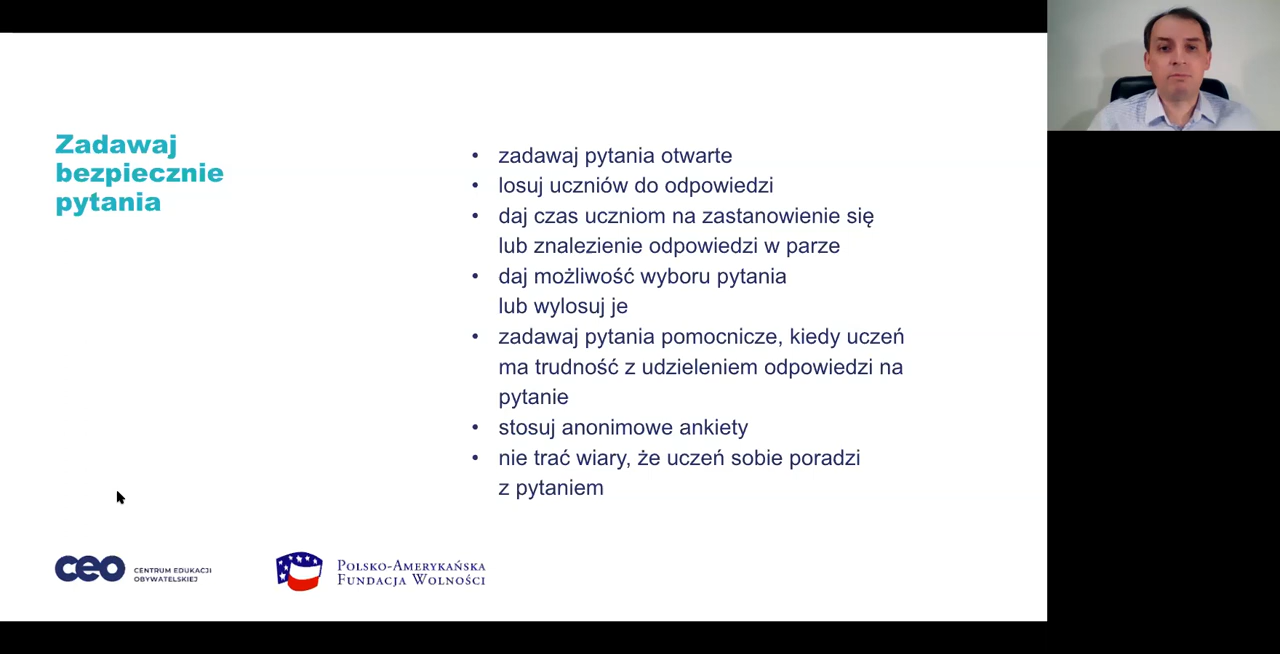 Zadawaj
bezpiecznie
pytania
• zadawaj pytania otwarte
• losuj uczniów do odpowiedzi
• daj czas uczniom na zastanowienie się
lub znalezienie odpowiedzi w parze
• daj możliwość wyboru pytania
lub wylosuj je
• zadawaj pytania pomocnicze, kiedy uczeń
ma trudność z udzieleniem odpowiedzi na
pytanie
• stosuj anonimowe ankiety
• nie trać wiary, że uczeń sobie poradzi
z pytaniem
ceo
CENTRUM EDUKACJI
OBYWATELSKIEJ
POLSKO-AMERYKAŃSKA
FUNDACJA WOLNOŚCI